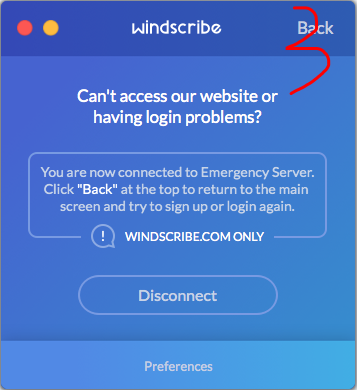 windscribe
Back
3
Can't access our website or
having login problems?
You are now connected to Emergency Server.
Click "Back" at the top to return to the main
screen and try to sign up or login again.
! WINDSCRIBE.COM ONLY
Disconnect
Preferences